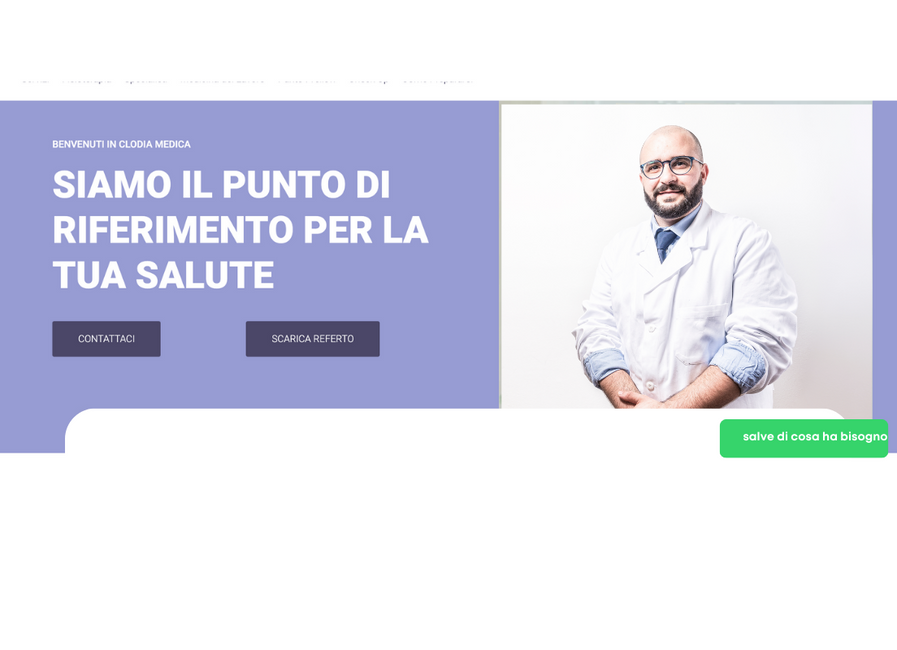 BENVENUTI IN CLODIA MEDICA
SIAMO IL PUNTO DI
RIFERIMENTO PER LA
TUA SALUTE
CONTATTACI
SCARICA REFERTO
salve di cosa ha bisogno